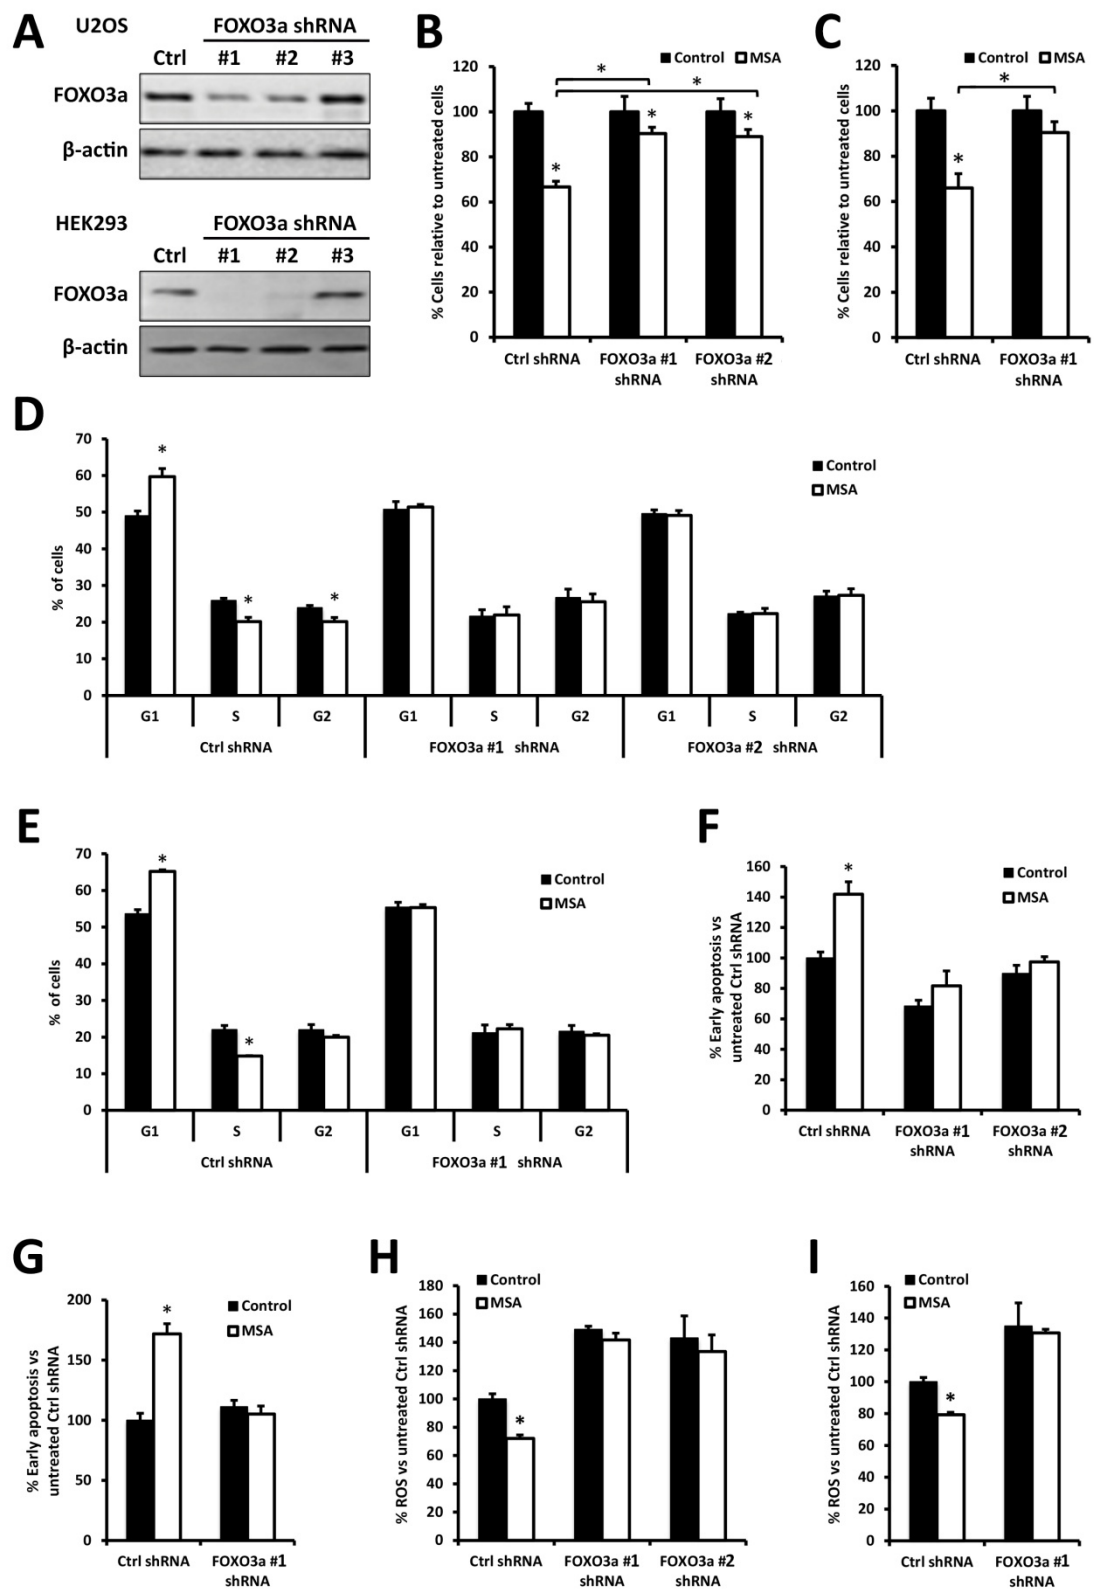 A
U2OS
FOXO3a shRNA
Ctrl #1 #2 #3
FOXO3a
β-actin
HEK293
FOXO3a shRNA
Ctrl #1 #2 #3
FOXO3a
β-actin
B
Control MSA
% Cells relative to untreated cells
120
100
80
60
40
20
0
*
*
*
*
*
Ctrl shRNA
FOXO3a #1
shRNA
FOXO3a #2
shRNA
C
Control MSA
% Cells relative to untreated cells
120
100
80
60
40
20
0
*
*
Ctrl shRNA
FOXO3a #1
shRNA
D
% of cells
70
60
50
40
30
20
10
0
*
*
*
Control
MSA
G1 S G2 G1 S G2 G1 S G2
Ctrl shRNA FOXO3a #1 shRNA FOXO3a #2 shRNA
E
% of cells
70
60
50
40
30
20
10
0
*
*
Control
MSA
G1 S G2 G1 S G2
Ctrl shRNA FOXO3a #1 shRNA
F
% Early apoptosis vs
untreated Ctrl shRNA
160
140
120
100
80
60
40
20
0
*
Control
MSA
Ctrl shRNA
FOXO3a #1
shRNA
FOXO3a #2
shRNA
G
% Early apoptosis vs
untreated Ctrl shRNA
200
150
100
50
0
*
Control
MSA
Ctrl shRNA
FOXO3a #1
shRNA
H
% ROS vs untreated Ctrl shRNA
180
160
140
120
100
80
60
40
20
0
Control
MSA
*
Ctrl shRNA
FOXO3a #1
shRNA
FOXO3a #2
shRNA
I
% ROS vs untreated Ctrl shRNA
180
160
140
120
100
80
60
40
20
0
Control
MSA
*
Ctrl shRNA
FOXO3a #1
shRNA